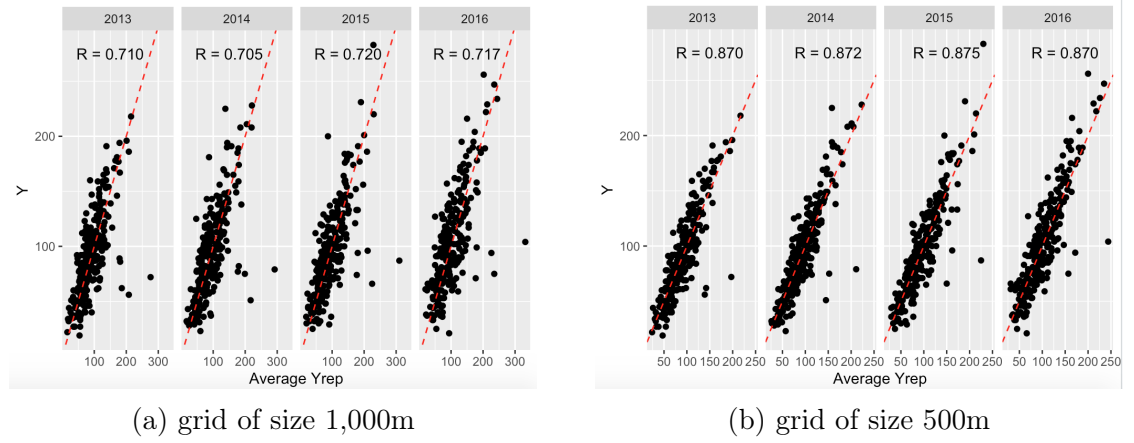 2013 2014 2015 2016
R = 0.710 R = 0.705 R = 0.720 R = 0.717
200
Y
100
100 200 300 100 200 300 100 200 300 100 200 300
Average Yrep
(a) grid of size 1,000m
2013 2014 2015 2016
R = 0.870 R = 0.872 R = 0.875 R = 0.870
200
Y
100
50 100 150 200 250 50 100 150 200 250 50 100 150 200 250 50 100 150 200 250
Average Yrep
(b) grid of size 500m